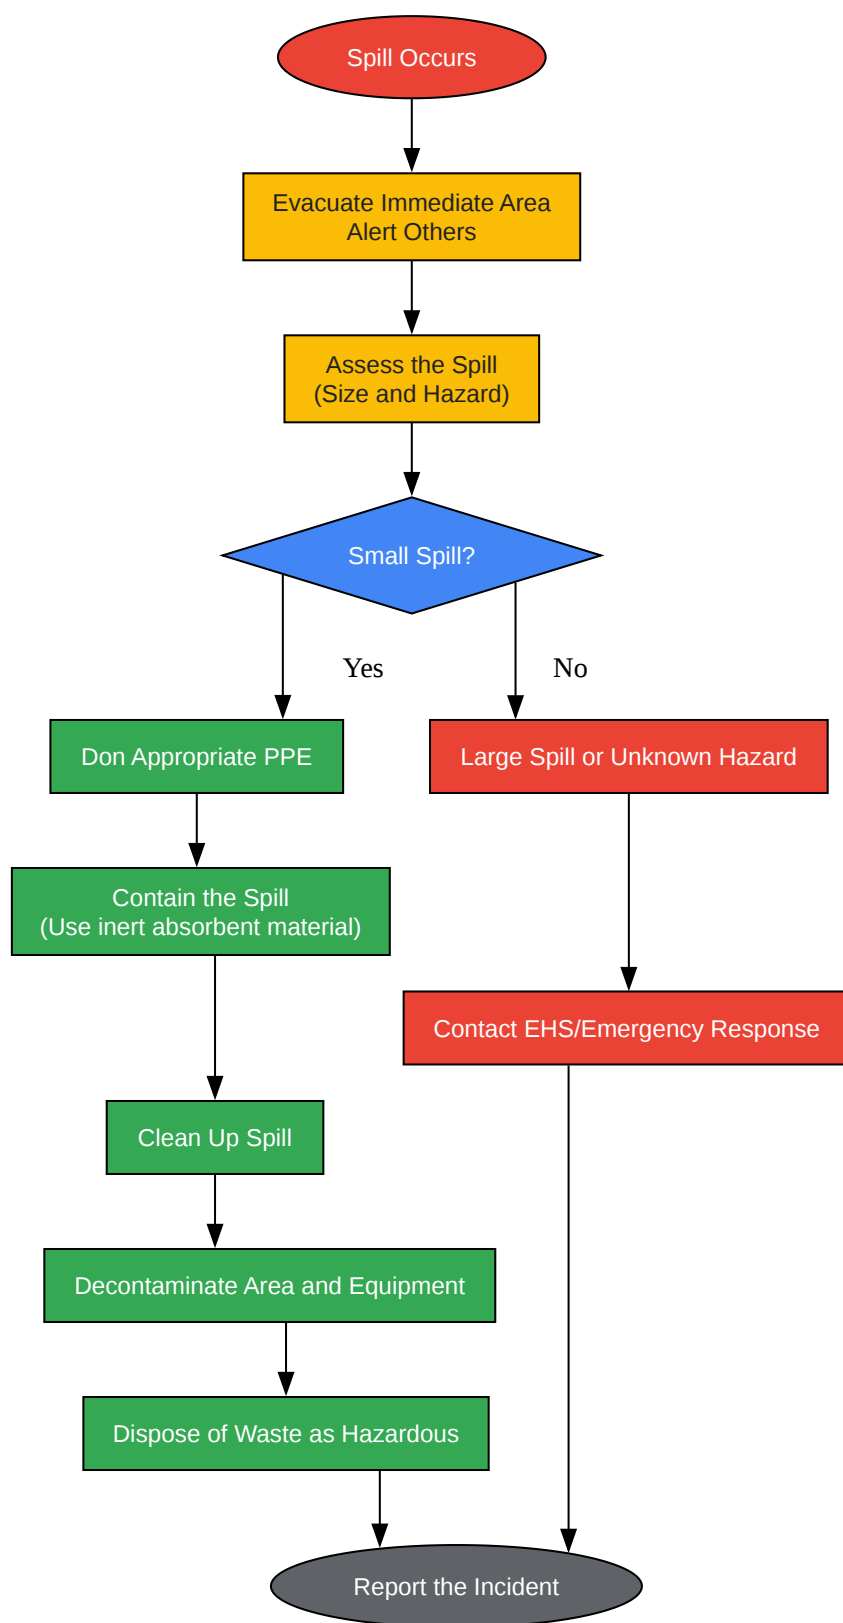 Spill Occurs
Evacuate Immediate Area
Alert Others
Assess the Spill
(Size and Hazard)
Small Spill?
Yes
No
Don Appropriate PPE
Large Spill or Unknown Hazard
Contain the Spill
(Use inert absorbent material)
Contact EHS/Emergency Response
Clean Up Spill
Decontaminate Area and Equipment
Dispose of Waste as Hazardous
Report the Incident